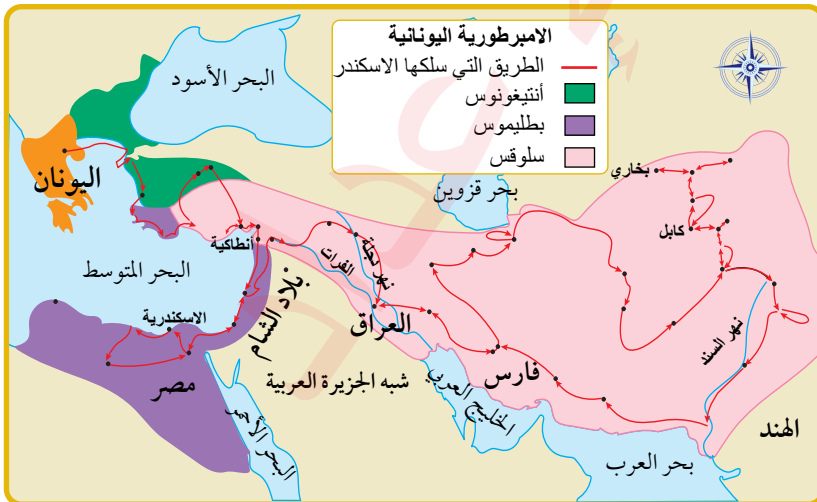 الامبرطورية اليونانية
الطريق التي سلكها الاسكندر
أنتيغونوس
بطليموس
سلوقس
البحر الأسود
اليونان
بحر قزوين
بخاري
كابل
أنطاكية
نهر دجلة
الفرات
البحر المتوسط
بلاد الشام
العراق
نهر السند
الاسكندرية
فارس
مصر
شبه الجزيرة العربية
الخليج العربي
الهند
البحر الأحمر
بحر العرب